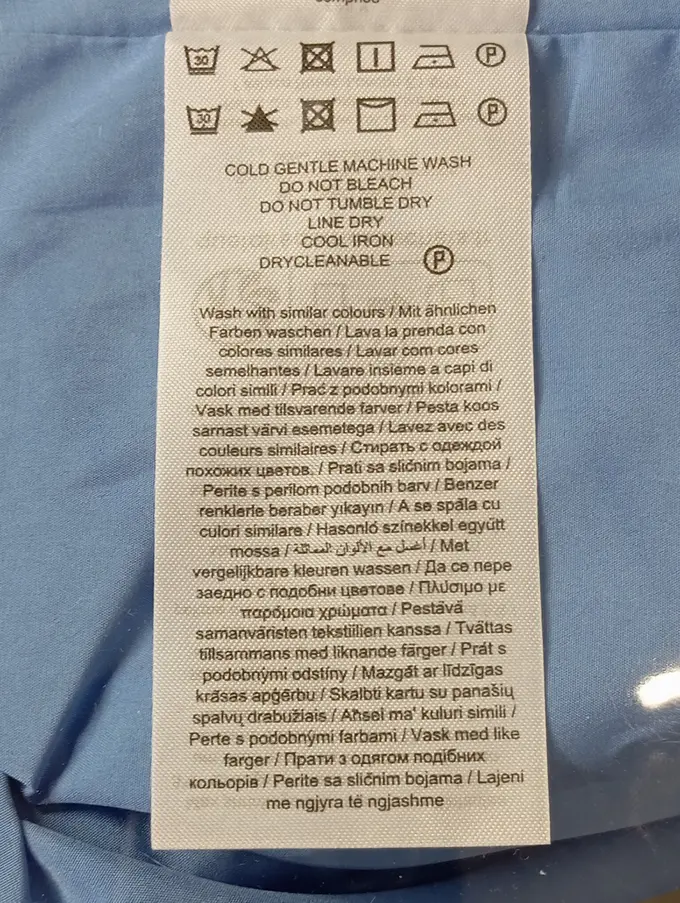 30 P
30 P
COLD GENTLE MACHINE WASH
DO NOT BLEACH
DO NOT TUMBLE DRY
LINE DRY
COOL IRON
DRYCLEANABLE P
Wash with similar colours / Mit ähnlichen
Farben waschen / Lava la prenda con
colores similares / Lavar com cores
semelhantes / Lavare insieme a capi di
colori simili / Prać z podobnymi kolorami /
Vask med tilsvarende farver / Pesta koos
sarnast värvi esemetega / Lavez avec des
couleurs similaires / Стирать с одеждой
похожих цветов. / Prati sa sličnim bojama /
Perite s perilom podobnih barv / Benzer
renklerle beraber yıkayın / A se spăla cu
culori similare / Hasonló színekkel együtt
mossa / أغسل مع الألوان المماثلة / Met
vergelijkbare kleuren wassen / Да се пере
заедно с подобни цветове / Πλύσιμο με
παρόμοια χρώματα / Pestävä
samanväristen tekstiilien kanssa / Tvättas
tillsammans med liknande färger / Prát s
podobnými odstíny / Mazgāt ar līdzīgas
krāsas apģērbu / Skalbti kartu su panašių
spalvų drabužiais / Aħsel ma' kuluri simili /
Perte s podobnými farbami / Vask med like
farger / Прати з одягом подібних
кольорів / Perite sa sličnim bojama / Lajeni
me ngjyra të ngjashme